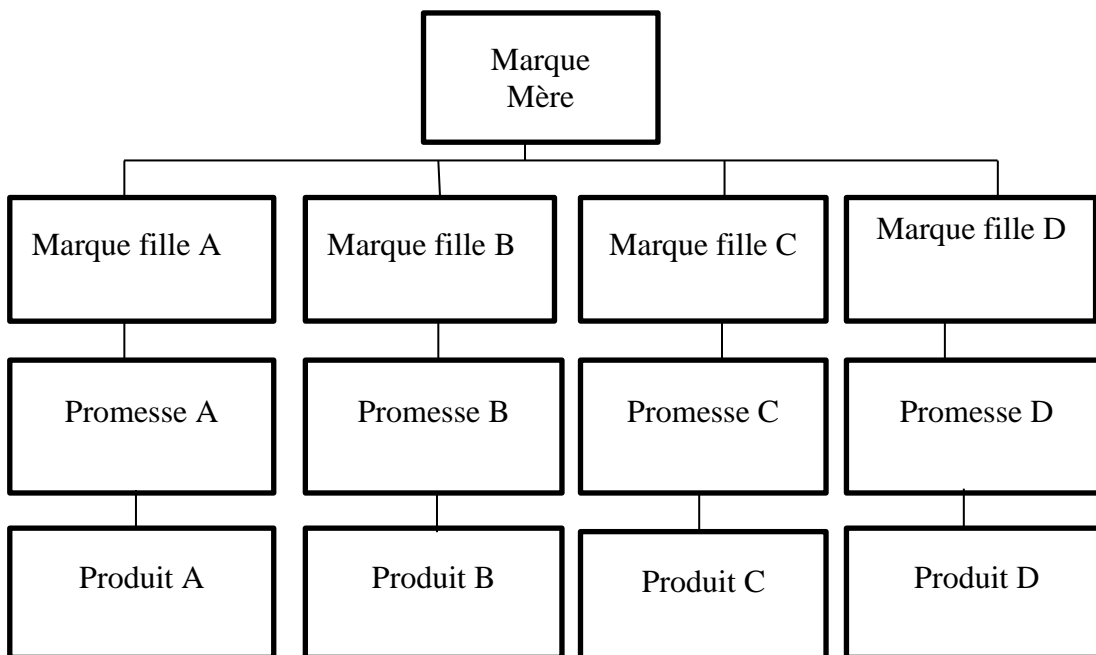 Marque
Mère
Marque fille A
Marque fille B
Marque fille C
Marque fille D
Promesse A
Promesse B
Promesse C
Promesse D
Produit A
Produit B
Produit C
Produit D